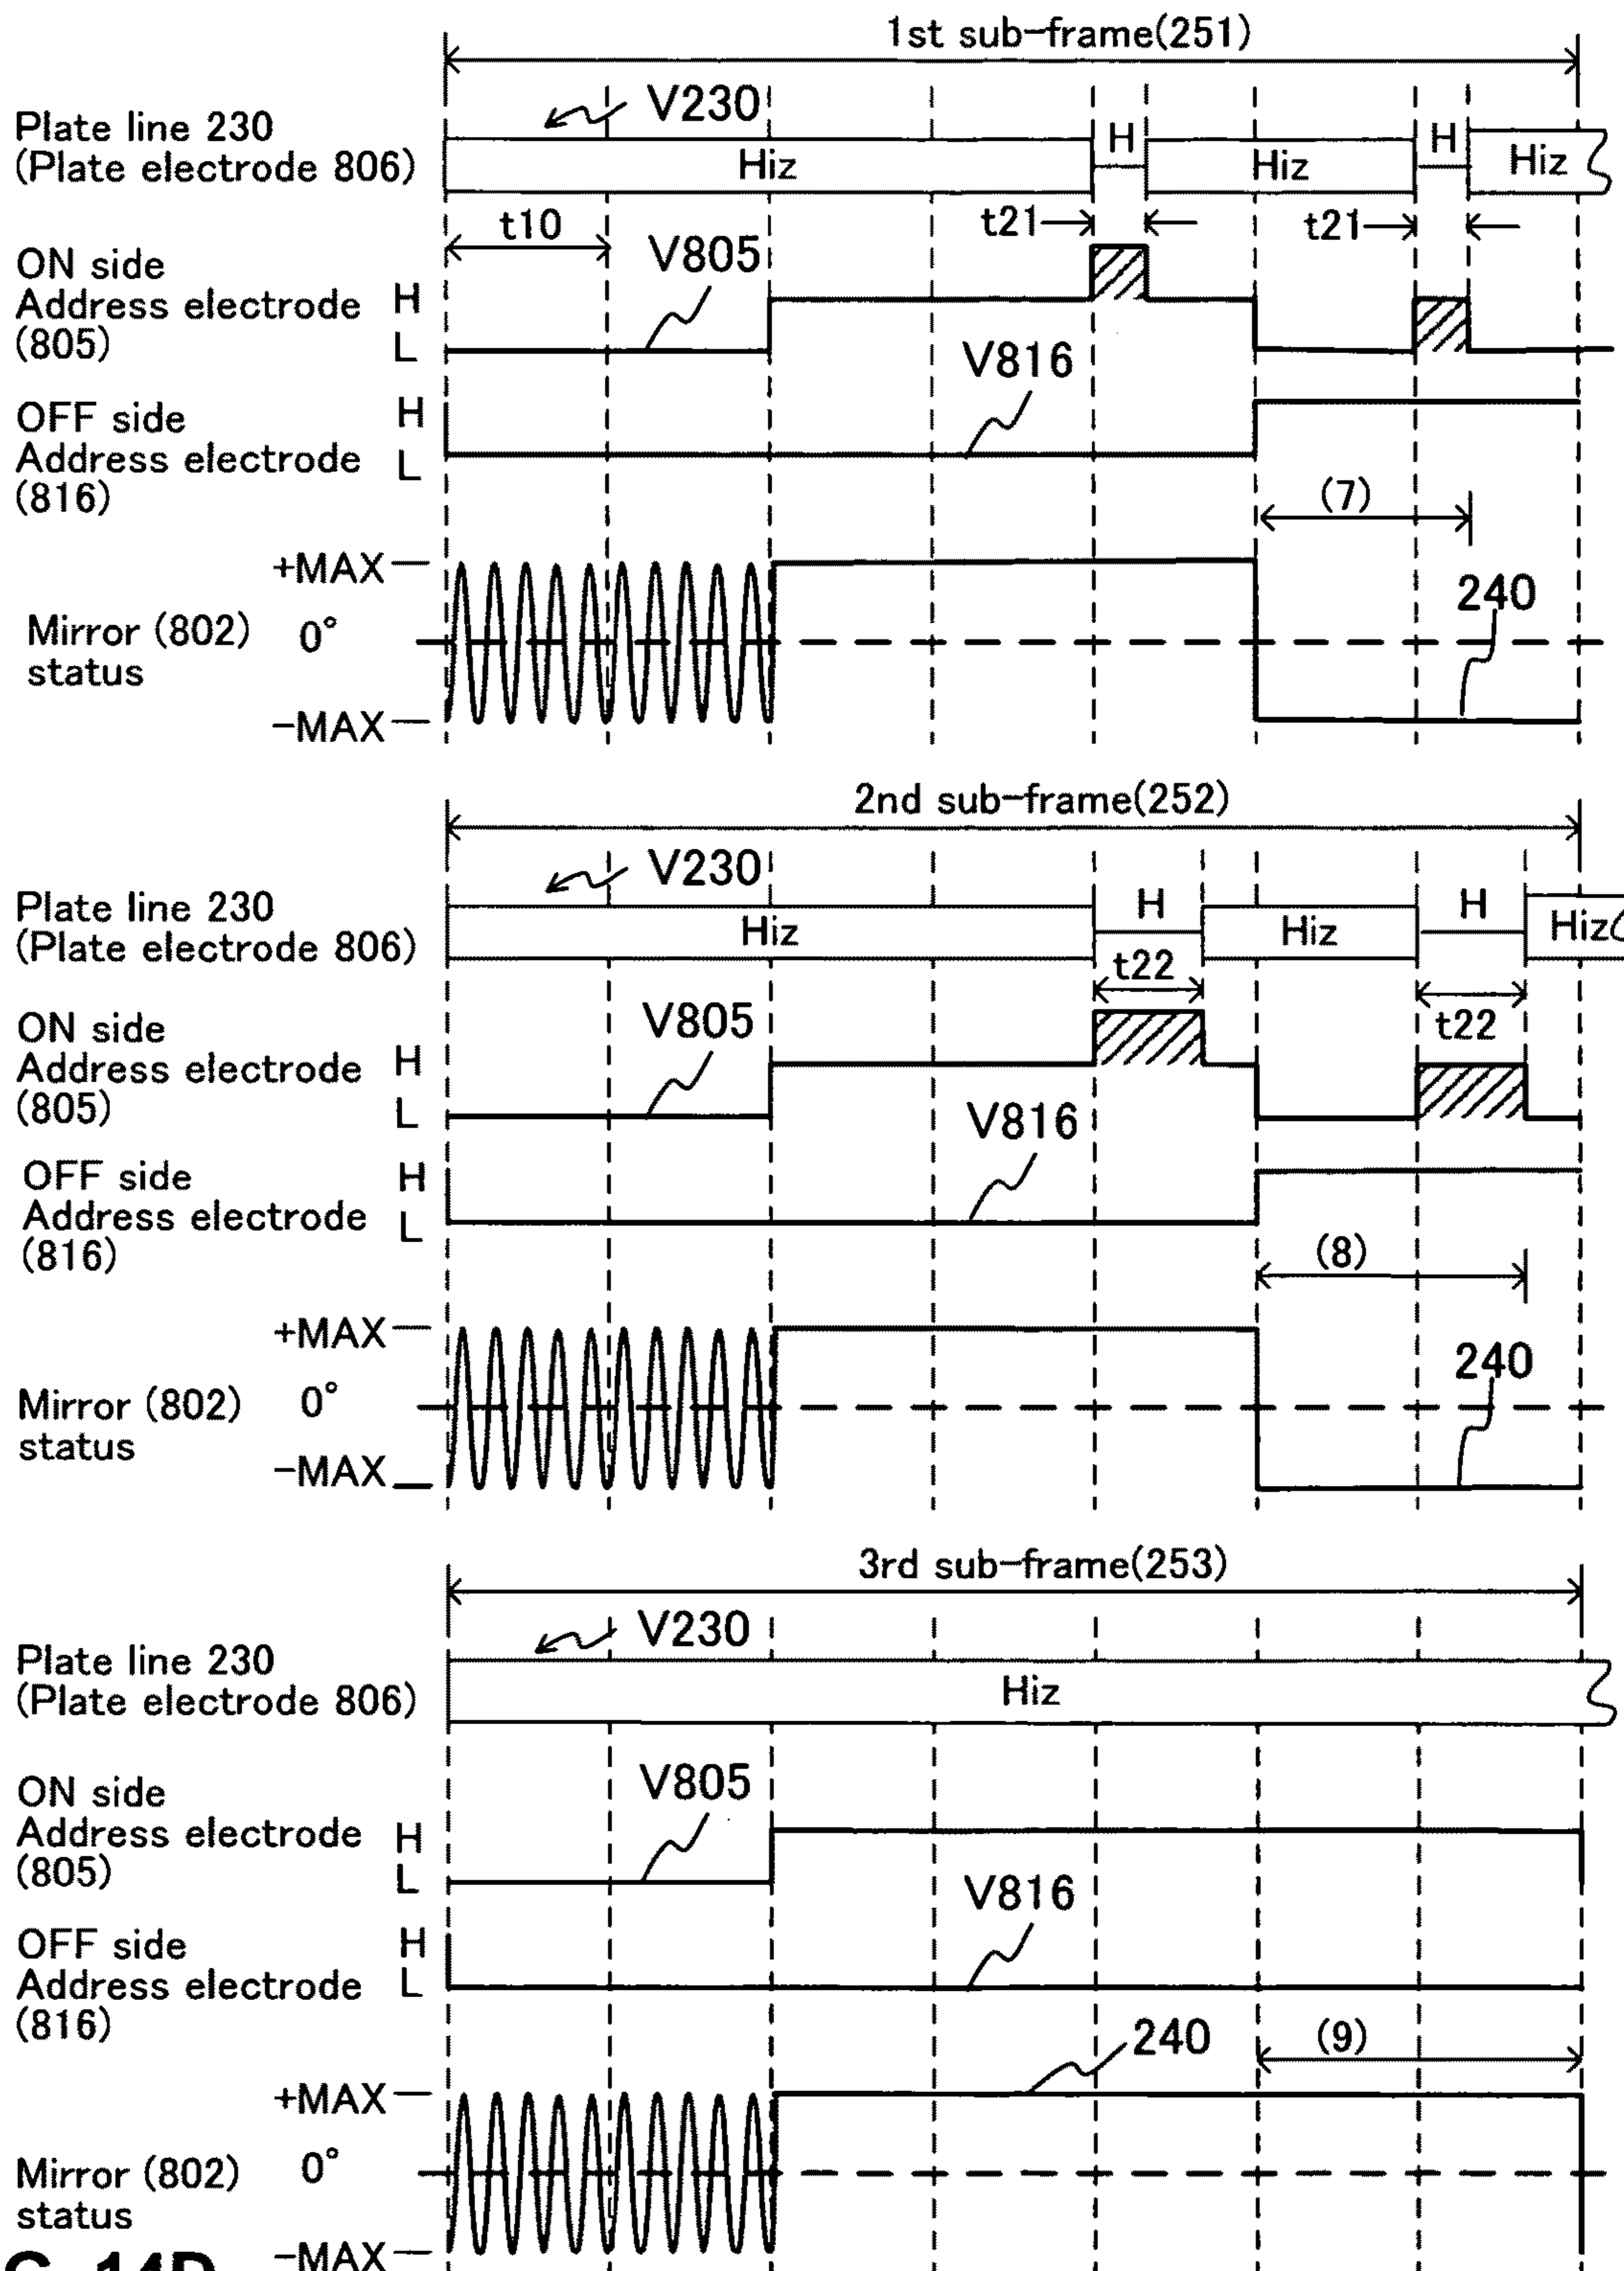 1st sub-frame(251)
V230
Plate line 230
(Plate electrode 806)
Hiz
H
Hiz
H
Hiz
t10
t21
t21
ON side
Address electrode
(805)
H
L
V805
OFF side
Address electrode
(816)
H
L
V816
(7)
Mirror (802)
status
+MAX
0°
-MAX
240
2nd sub-frame(252)
V230
Plate line 230
(Plate electrode 806)
Hiz
H
Hiz
H
Hiz
t22
t22
ON side
Address electrode
(805)
H
L
V805
OFF side
Address electrode
(816)
H
L
V816
(8)
Mirror (802)
status
+MAX
0°
-MAX
240
3rd sub-frame(253)
V230
Plate line 230
(Plate electrode 806)
Hiz
ON side
Address electrode
(805)
H
L
V805
OFF side
Address electrode
(816)
H
L
V816
240
(9)
Mirror (802)
status
+MAX
0°
-MAX